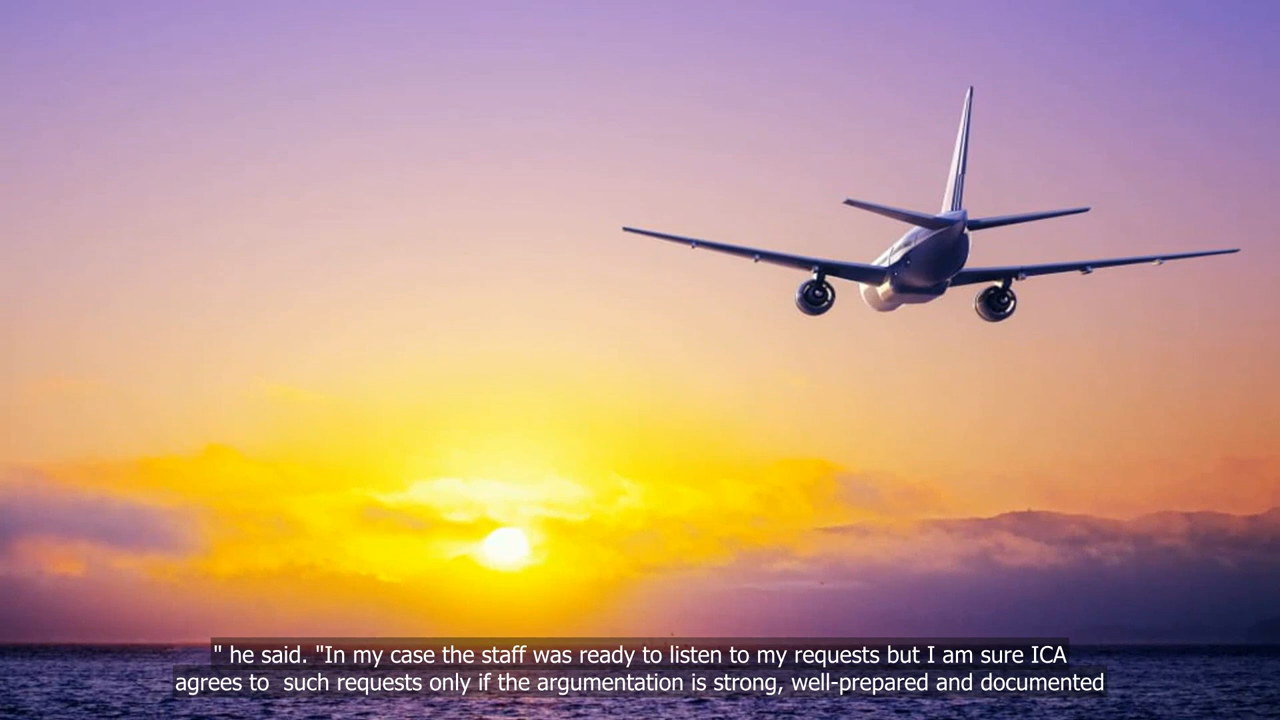 " he said. "In my case the staff was ready to listen to my requests but I am sure ICA
agrees to  such requests only if the argumentation is strong, well-prepared and documented